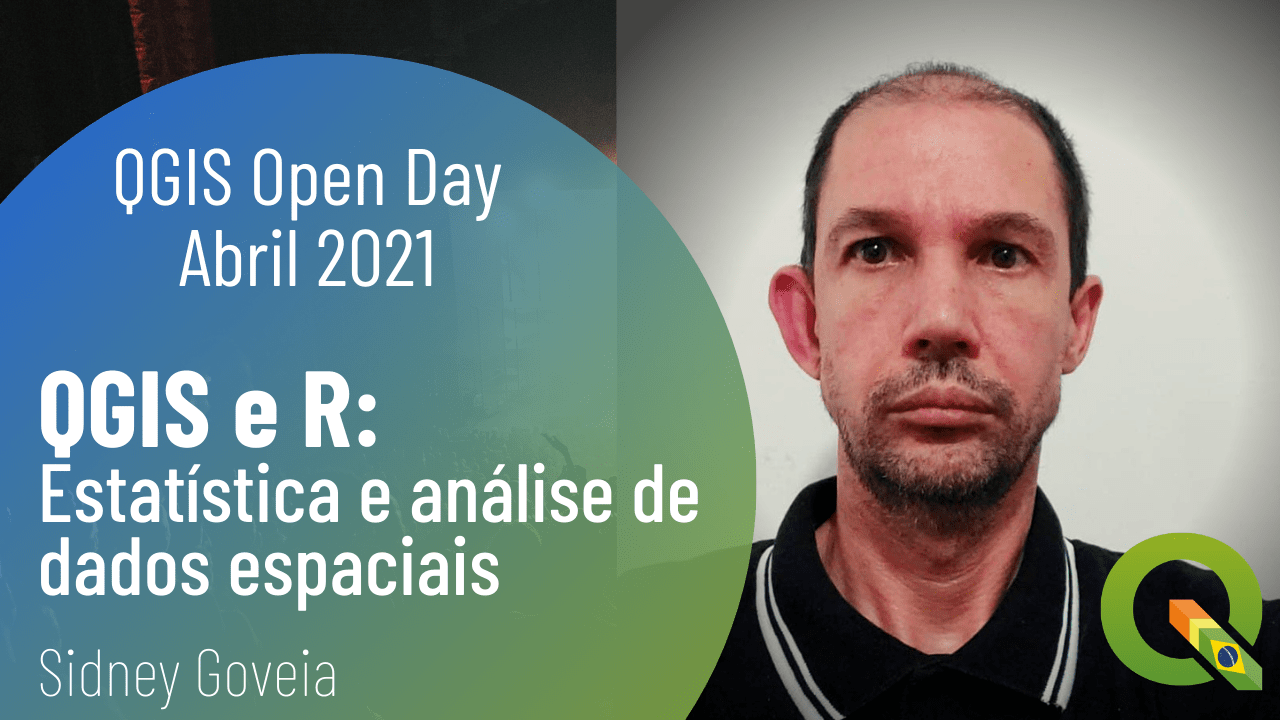 QGIS Open Day
Abril 2021
QGIS e R:
Estatística e análise de
dados espaciais
Sidney Goveia